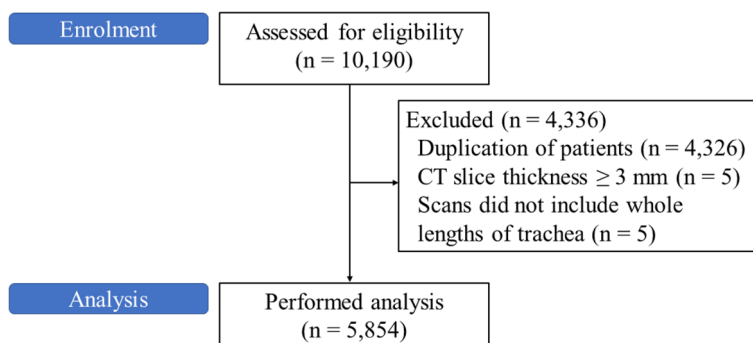 Enrolment
Assessed for eligibility
(n = 10,190)
Excluded (n = 4,336)
Duplication of patients (n = 4,326)
CT slice thickness ≥ 3 mm (n = 5)
Scans did not include whole
lengths of trachea (n = 5)
Analysis
Performed analysis
(n = 5,854)